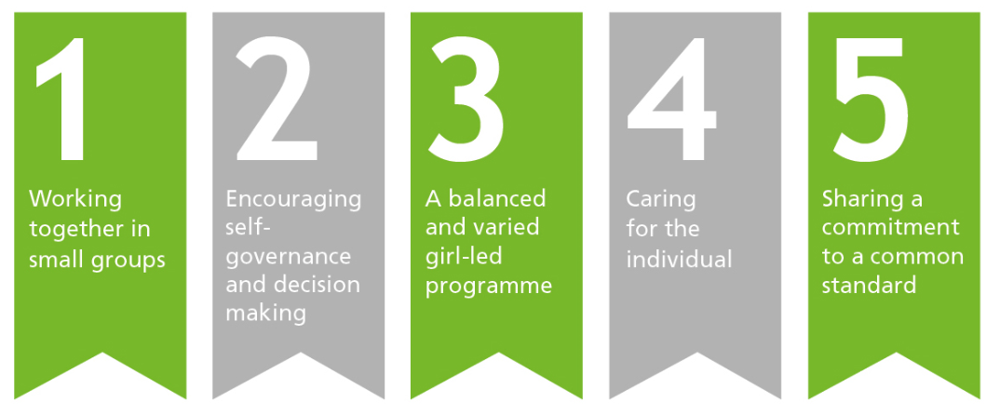 1
Working
together in
small groups
2
Encouraging
self-
governance
and decision
making
3
A balanced
and varied
girl-led
programme
4
Caring
for the
individual
5
Sharing a
commitment
to a common
standard